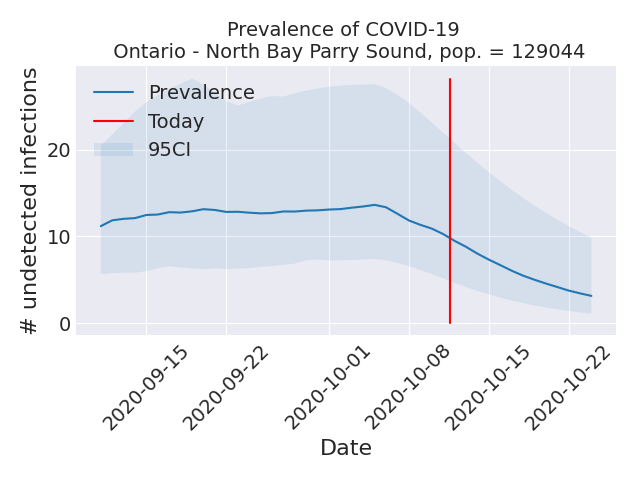 Prevalence of COVID-19
Ontario - North Bay Parry Sound, pop. = 129044
# undetected infections
20
10
0
Prevalence
Today
95CI
2020-09-15
2020-09-22
2020-10-01
2020-10-08
2020-10-15
2020-10-22
Date